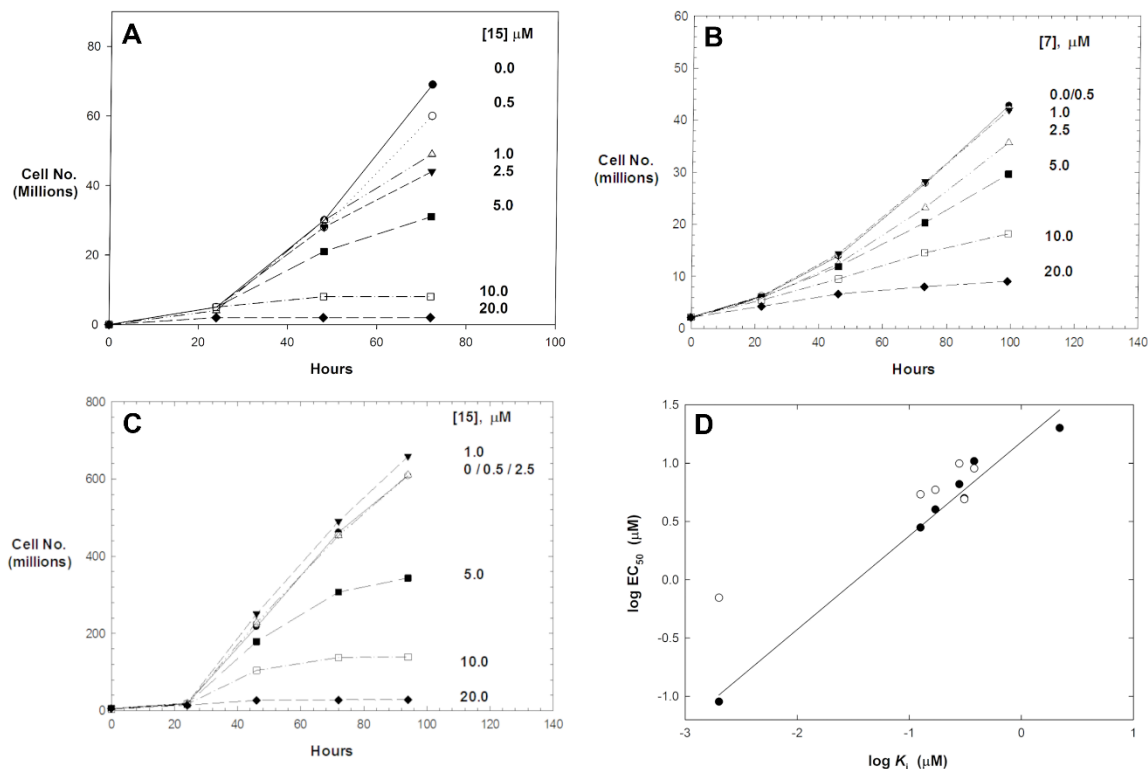 A
[15] μM
0.0
0.5
1.0
2.5
5.0
10.0
20.0
Cell No.
(Millions)
80
60
40
20
0
0 20 40 60 80 100
Hours
B
[7], μM
0.0/0.5
1.0
2.5
5.0
10.0
20.0
Cell No.
(millions)
60
50
40
30
20
10
0
0 20 40 60 80 100 120 140
Hours
C
[15], μM
1.0
0 / 0.5 / 2.5
5.0
10.0
20.0
Cell No.
(millions)
800
600
400
200
0
0 20 40 60 80 100 120 140
Hours
D
log EC50 (μM)
1.5
1.0
0.5
0.0
-0.5
-1.0
-3 -2 -1 0 1
log Ki (μM)